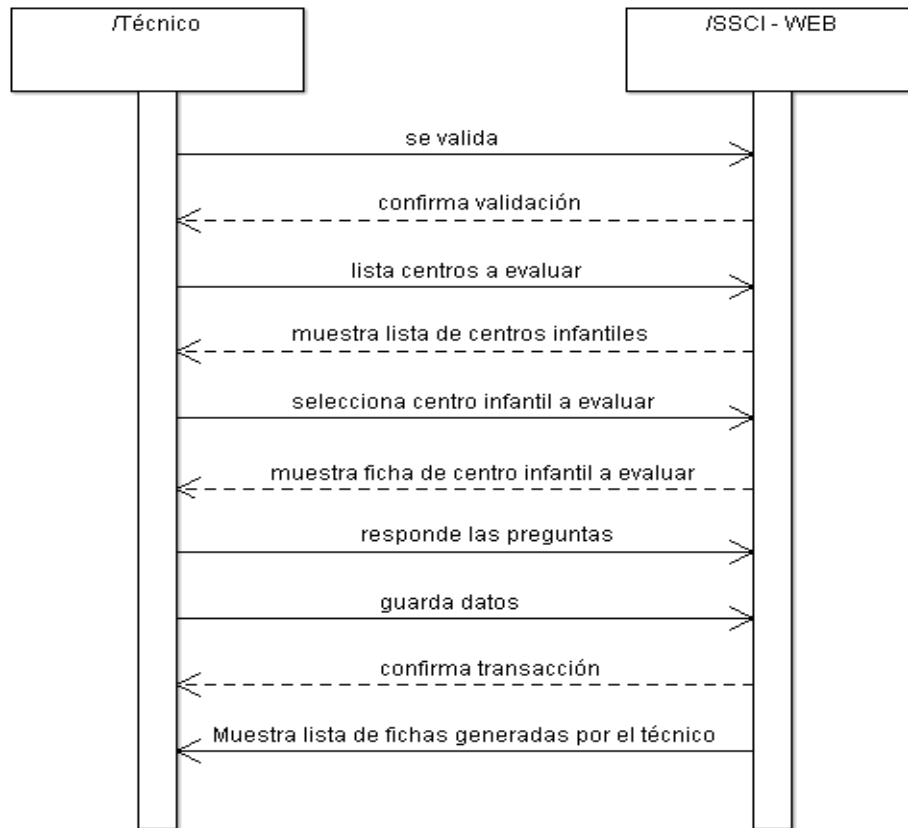 /Técnico
/SSCI - WEB
se valida
confirma validación
lista centros a evaluar
muestra lista de centros infantiles
selecciona centro infantil a evaluar
muestra ficha de centro infantil a evaluar
responde las preguntas
guarda datos
confirma transacción
Muestra lista de fichas generadas por el técnico